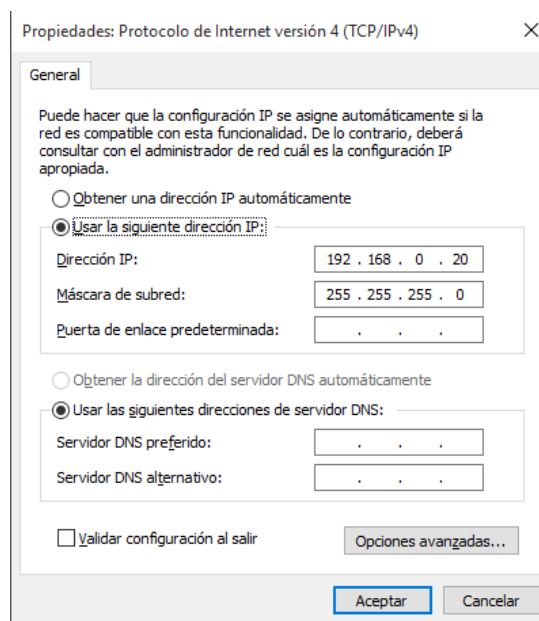 Propiedades: Protocolo de Internet versión 4 (TCP/IPv4)
General
Puede hacer que la configuración IP se asigne automáticamente si la
red es compatible con esta funcionalidad. De lo contrario, deberá
consultar con el administrador de red cuál es la configuración IP
apropiada.
Obtener una dirección IP automáticamente
Usar la siguiente dirección IP:
Dirección IP: 192 . 168 . 0 . 20
Máscara de subred: 255 . 255 . 255 . 0
Puerta de enlace predeterminada: . . .
Obtener la dirección del servidor DNS automáticamente
Usar las siguientes direcciones de servidor DNS:
Servidor DNS preferido: . . .
Servidor DNS alternativo: . . .
Validar configuración al salir Opciones avanzadas...
Aceptar Cancelar